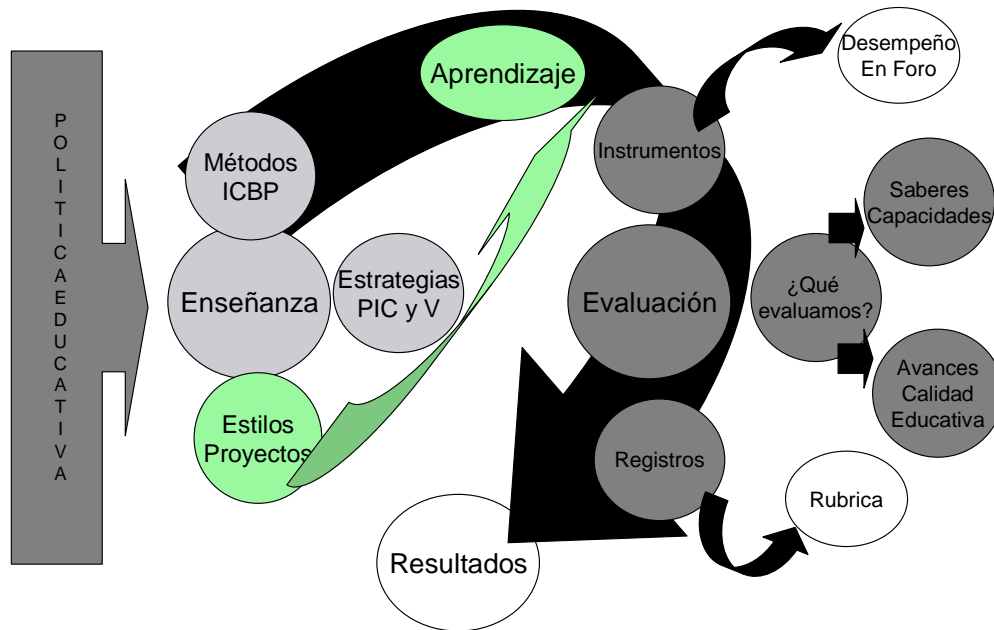 POLITICAEDUCATIVA
Métodos
ICBP
Enseñanza
Estrategias
PIC y V
Estilos
Proyectos
Aprendizaje
Instrumentos
Evaluación
Registros
Resultados
Desempeño
En Foro
¿Qué
evaluamos?
Saberes
Capacidades
Avances
Calidad
Educativa
Rubrica